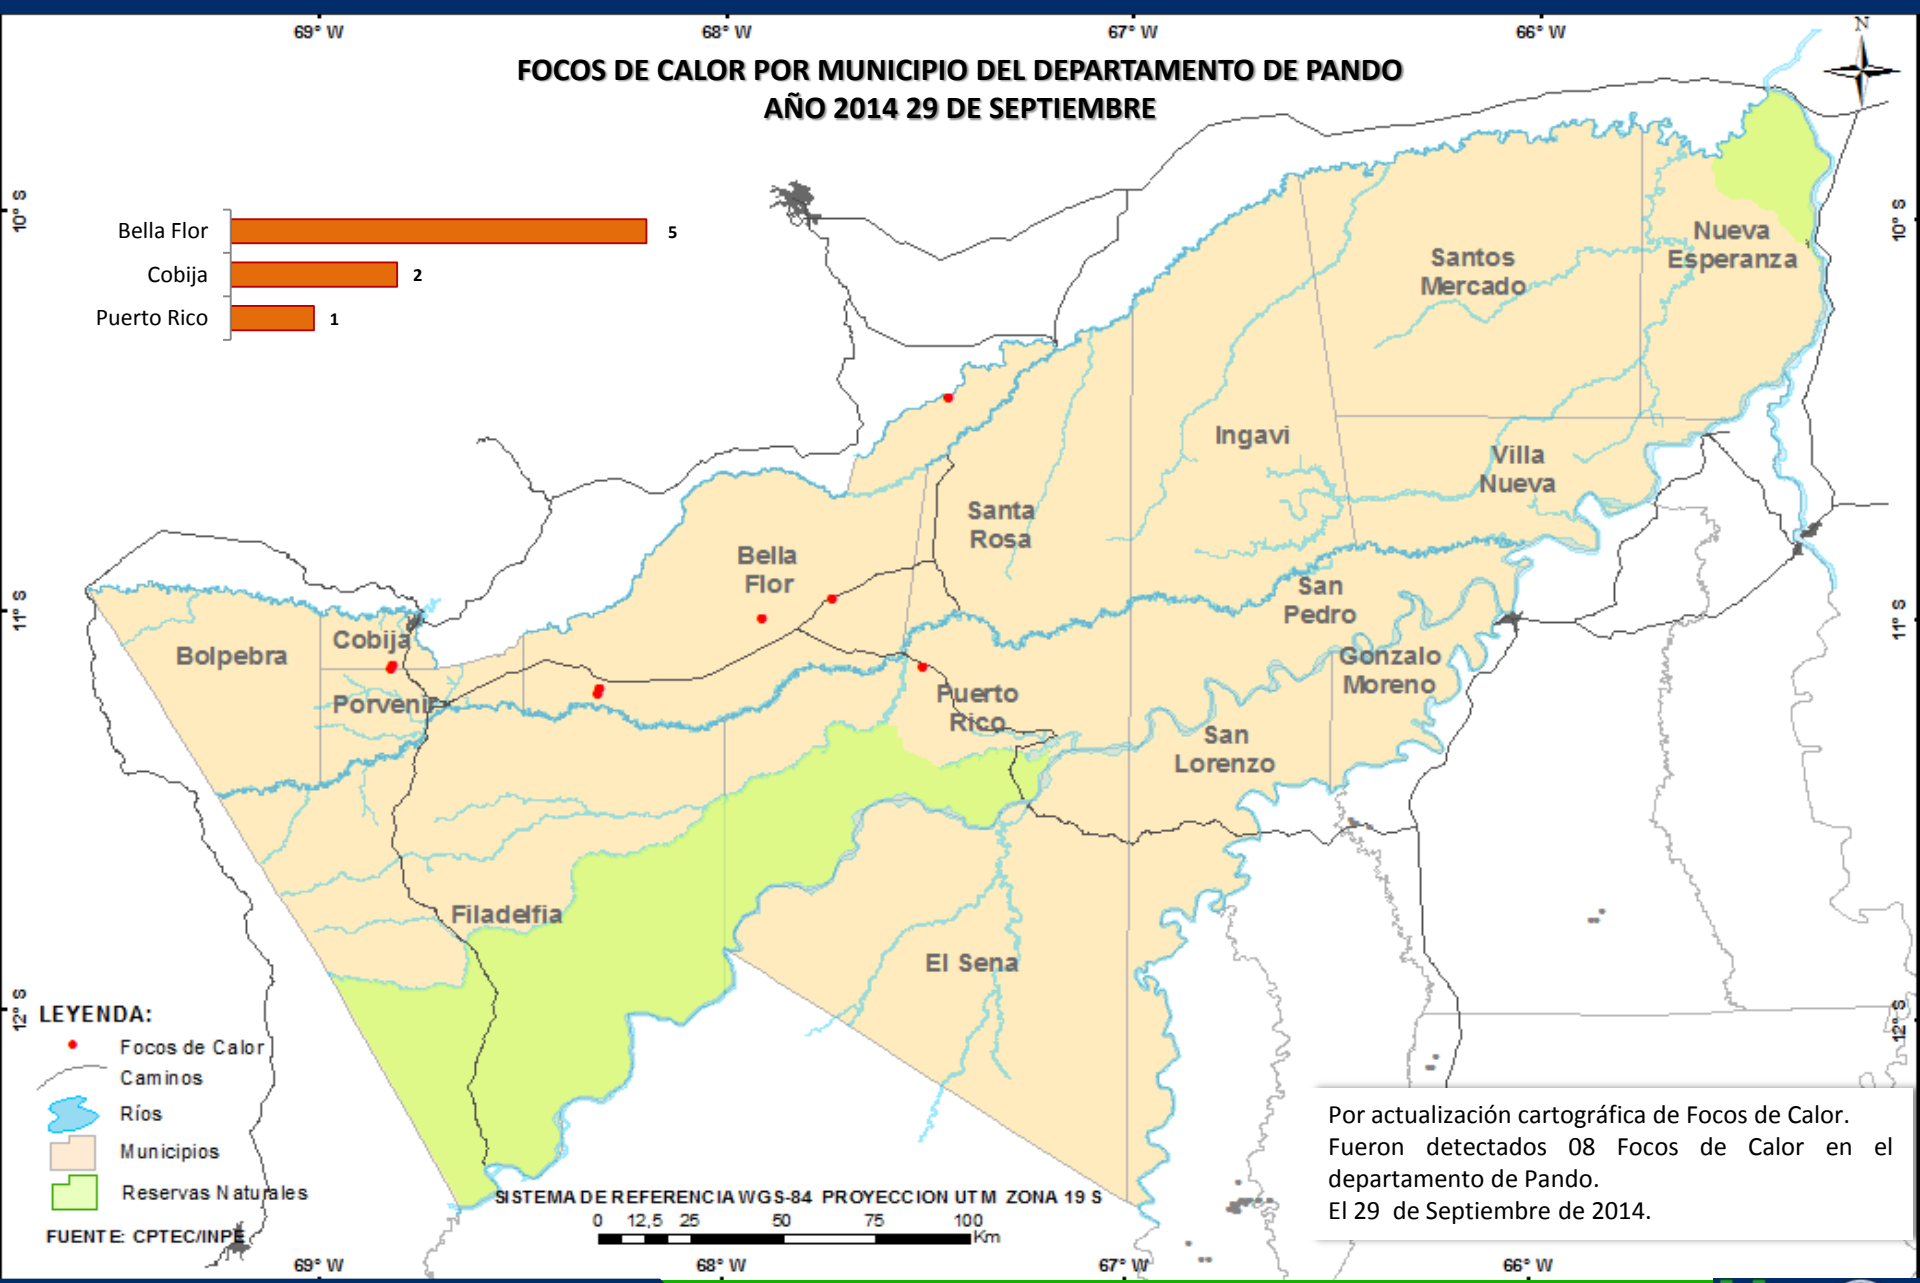 69° W 68° W 67° W 66° W
N
FOCOS DE CALOR POR MUNICIPIO DEL DEPARTAMENTO DE PANDO
AÑO 2014 29 DE SEPTIEMBRE
10° S
10° S
Bella Flor 5
Cobija 2
Puerto Rico 1
Nueva
Esperanza
Santos
Mercado
Ingavi
Villa
Nueva
Santa
Rosa
Bella
Flor
San
Pedro
11° S
11° S
Cobija
Bolpebra
Porvenir
Gonzalo
Moreno
Puerto
Rico
San
Lorenzo
Filadelfia
El Sena
12° S
12° S
LEYENDA:
Focos de Calor
Caminos
Ríos
Municipios
Reservas Naturales
FUENTE: CPTEC/INPE
SISTEMA DE REFERENCIA WGS-84 PROYECCION UTM ZONA 19 S
0 12,5 25 50 75 100
Km
Por actualización cartográfica de Focos de Calor.
Fueron detectados 08 Focos de Calor en el
departamento de Pando.
El 29 de Septiembre de 2014.
69° W 68° W 67° W 66° W